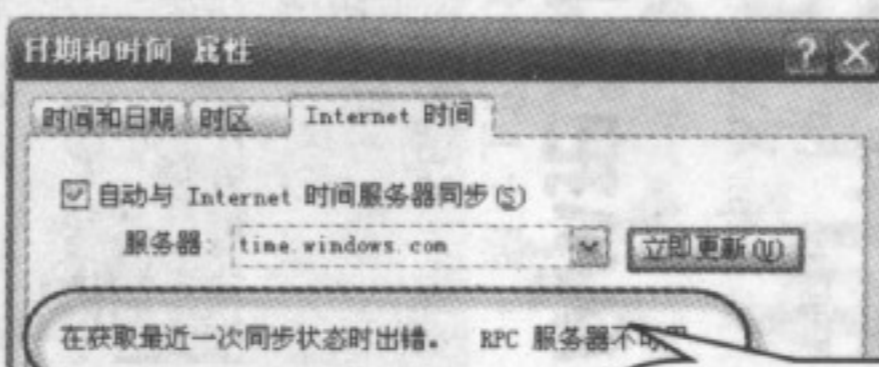 日期和时间 属性
? X
时间和日期 时区 Internet 时间
自动与 Internet 时间服务器同步(S)
服务器: time.windows.com 立即更新(U)
在获取最近一次同步状态时出错。 RPC 服务器不可用